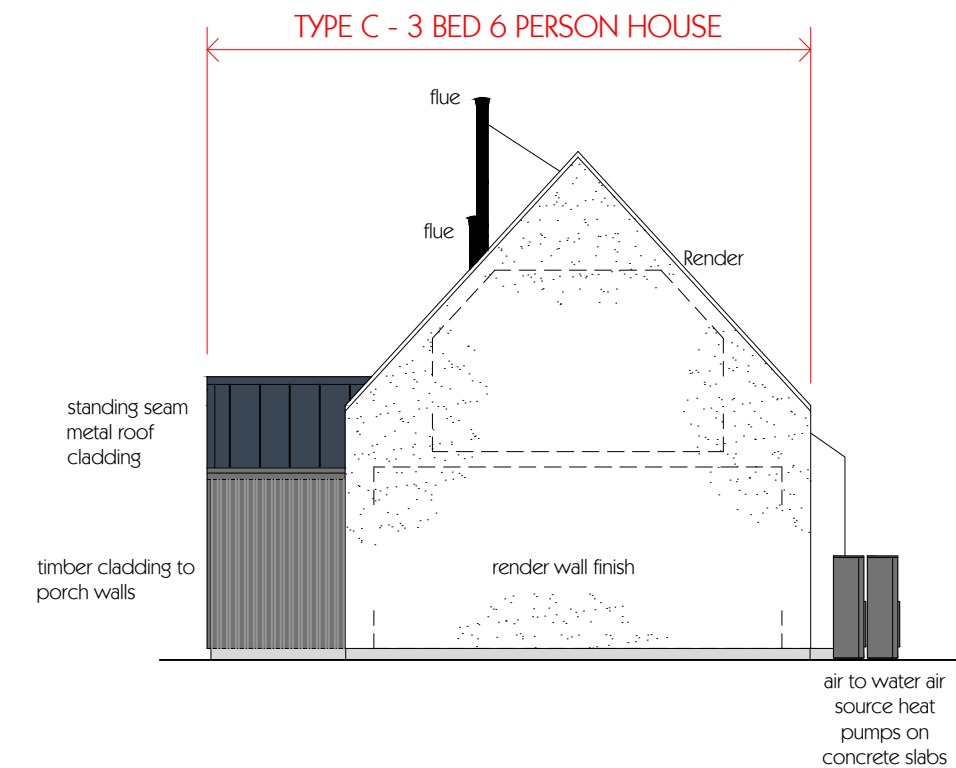 TYPE C - 3 BED 6 PERSON HOUSE
flue
flue
Render
standing seam
metal roof
cladding
timber cladding to
porch walls
render wall finish
air to water air
source heat
pumps on
concrete slabs